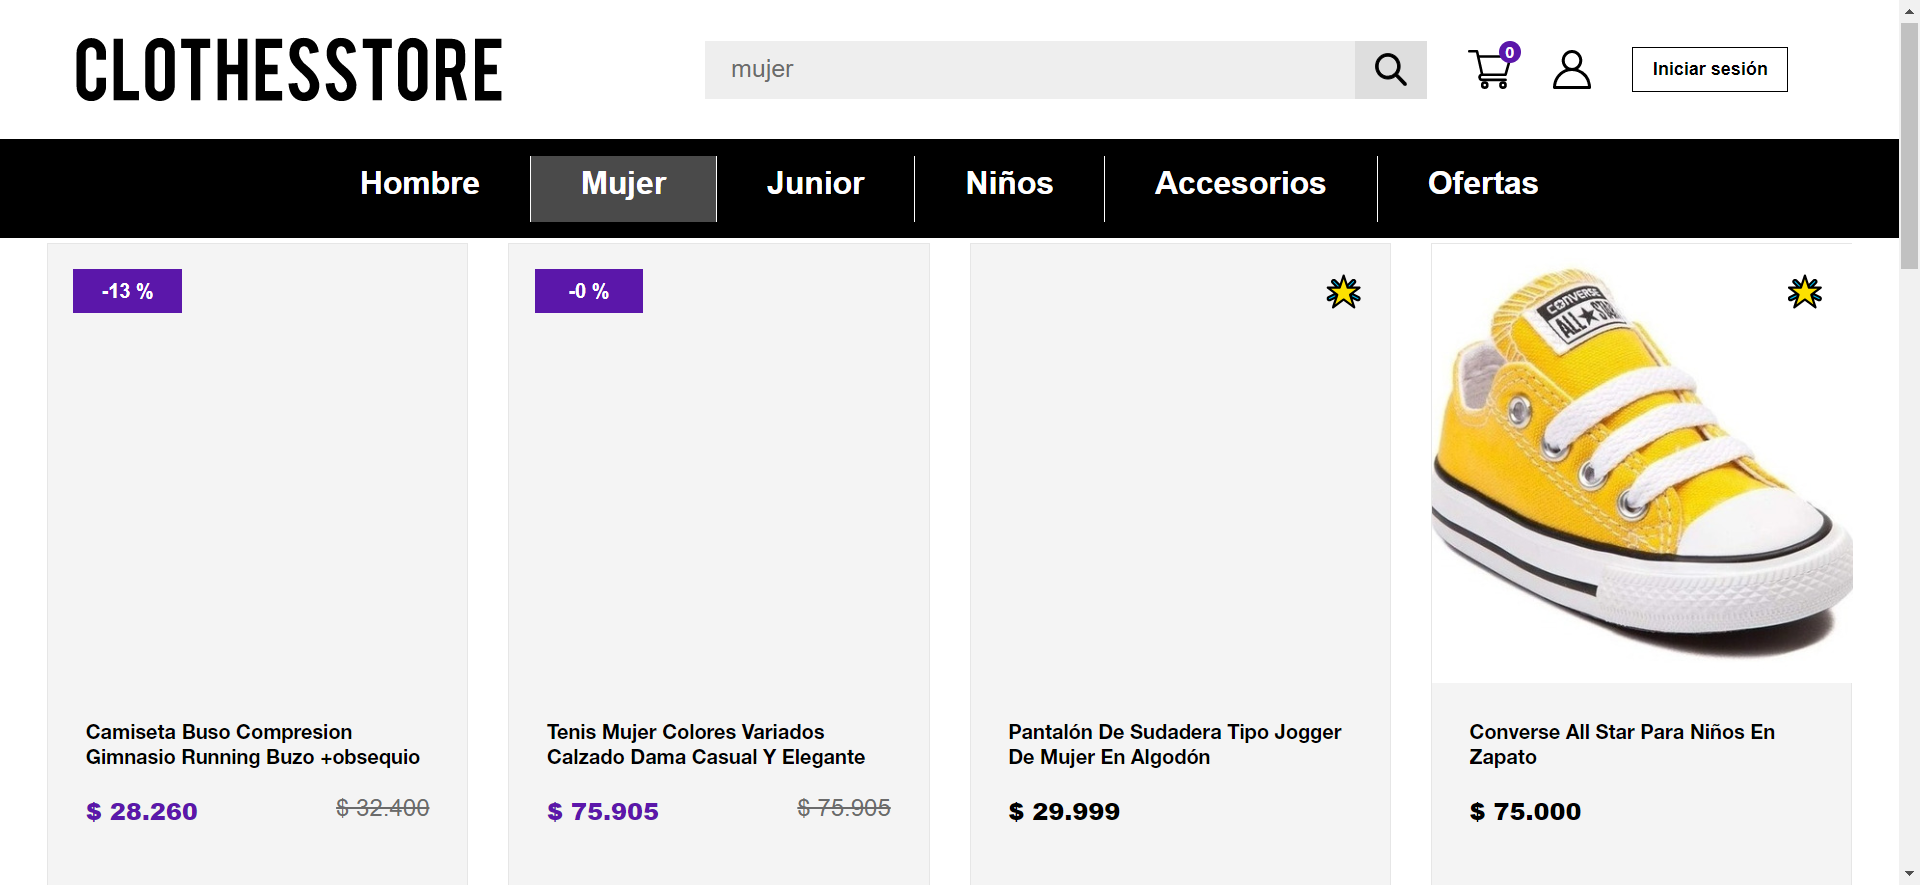 CLOTHESSTORE
mujer
0
Iniciar sesión
Hombre
Mujer
Junior
Niños
Accesorios
Ofertas
-13 %
-0 %
CONVERSE
ALL STAR
Camiseta Buso Compresion
Gimnasio Running Buzo +obsequio
$ 28.260
$ 32.400
Tenis Mujer Colores Variados
Calzado Dama Casual Y Elegante
$ 75.905
$ 75.905
Pantalón De Sudadera Tipo Jogger
De Mujer En Algodón
$ 29.999
Converse All Star Para Niños En
Zapato
$ 75.000